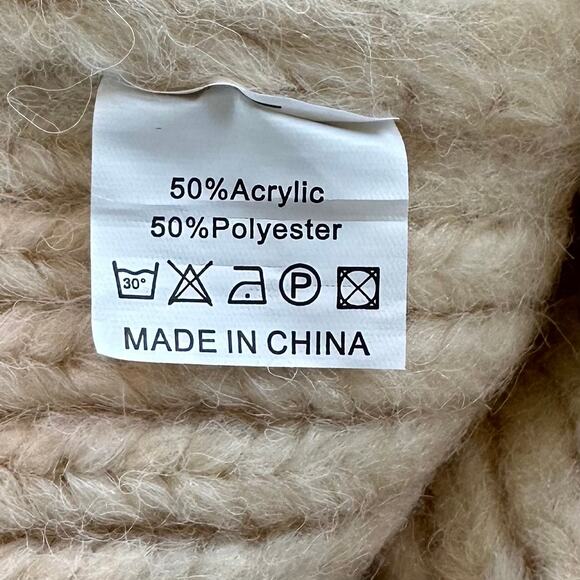 50%Acrylic
50%Polyester
30° P
MADE IN CHINA